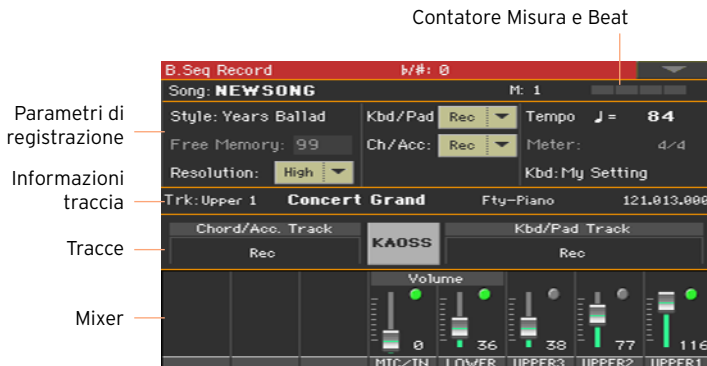 Contatore Misura e Beat
B.Seq Record ♭/#: 0
Song: NEWSONG M: 1
Parametri di
registrazione
Style: Years Ballad Kbd/Pad Rec Tempo ♩= 84
Free Memory: 99 Ch/Acc: Rec Meter: 4/4
Resolution: High Kbd: My Setting
Informazioni
traccia
Trk: Upper 1 Concert Grand Fty-Piano 121.013.000
Tracce
Chord/Acc. Track KAOSS Kbd/Pad Track
Rec Rec
Mixer
Volume
0 36 38 77 116
MIC/IN LOWER UPPER3 UPPER2 UPPER1